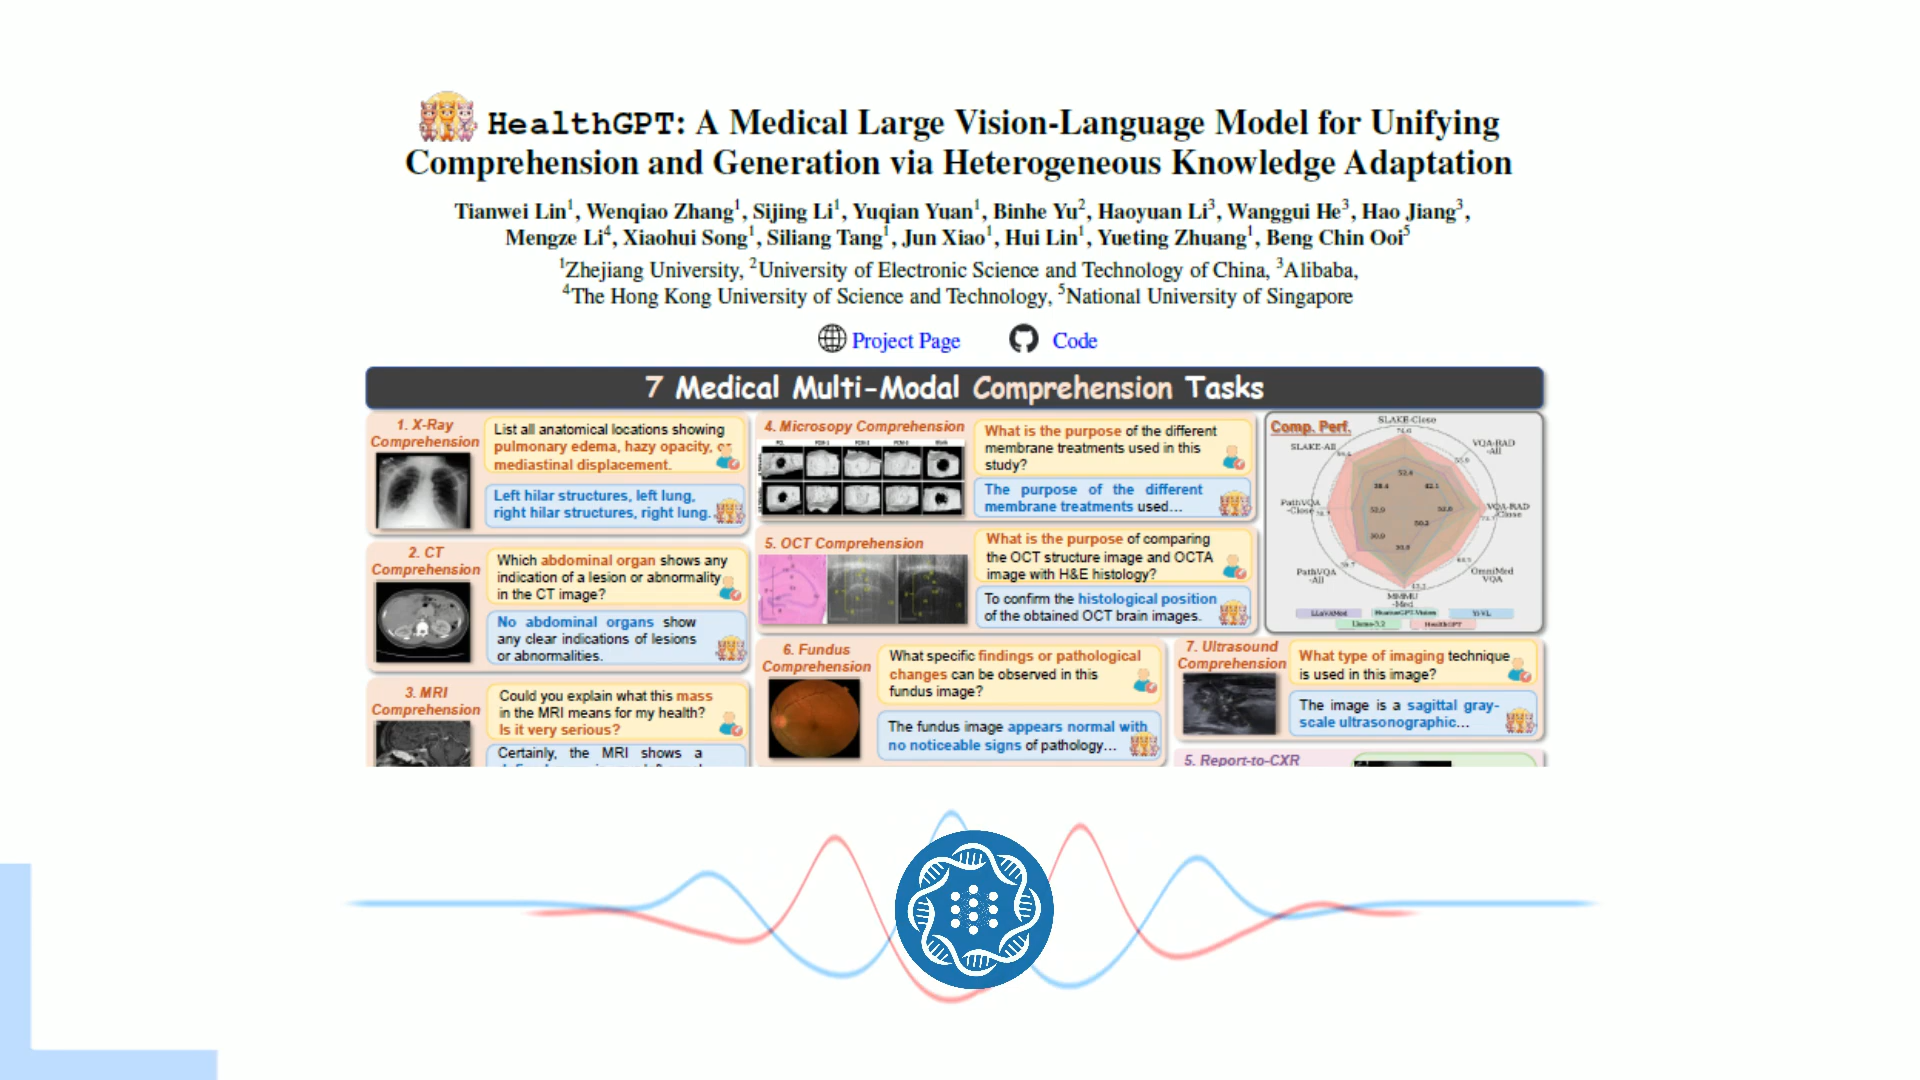 HealthGPT: A Medical Large Vision-Language Model for Unifying
Comprehension and Generation via Heterogeneous Knowledge Adaptation
Tianwei Lin1, Wenqiao Zhang1, Sijing Li1, Yuqian Yuan1, Binhe Yu2, Haoyuan Li3, Wanggui He3, Hao Jiang3,
Mengze Li4, Xiaohui Song1, Siliang Tang1, Jun Xiao1, Hui Lin1, Yueting Zhuang1, Beng Chin Ooi5
1Zhejiang University, 2University of Electronic Science and Technology of China, 3Alibaba,
4The Hong Kong University of Science and Technology, 5National University of Singapore
Project Page
Code
7 Medical Multi-Modal Comprehension Tasks
1. X-Ray
Comprehension
List all anatomical locations showing
pulmonary edema, hazy opacity, or
mediastinal displacement.
Left hilar structures, left lung,
right hilar structures, right lung.
2. CT
Comprehension
Which abdominal organ shows any
indication of a lesion or abnormality
in the CT image?
No abdominal organs show
any clear indications of lesions
or abnormalities.
3. MRI
Comprehension
Could you explain what this mass
in the MRI means for my health?
Is it very serious?
Certainly, the MRI shows a
4. Microsopy Comprehension
What is the purpose of the different
membrane treatments used in this
study?
The purpose of the different
membrane treatments used...
5. OCT Comprehension
What is the purpose of comparing
the OCT structure image and OCTA
image with H&E histology?
To confirm the histological position
of the obtained OCT brain images.
6. Fundus
Comprehension
What specific findings or pathological
changes can be observed in this
fundus image?
The fundus image appears normal with
no noticeable signs of pathology...
Comp. Perf.
SLAKE-Close
VQA-RAD
-All
VQA-RAD
-Close
OmniMed
VQA
MMMU
-Med
PathVQA
-All
PathVQA
-Close
SLAKE-All
HealthGPT
7. Ultrasound
Comprehension
What type of imaging technique
is used in this image?
The image is a sagittal gray-
scale ultrasonographic...
5. Report-to-CXR